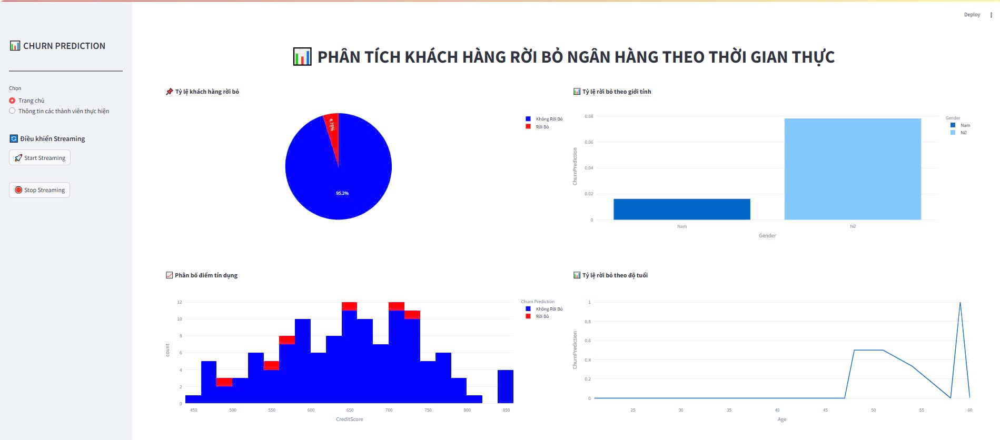 Deploy
CHURN PREDICTION
Chọn
Trang chủ
Thông tin các thành viên thực hiện
Điều khiển Streaming
Start Streaming
Stop Streaming
PHÂN TÍCH KHÁCH HÀNG RỜI BỎ NGÂN HÀNG THEO THỜI GIAN THỰC
Tỷ lệ khách hàng rời bỏ
4.76%
95.2%
Không Rời Bỏ
Rời Bỏ
Tỷ lệ rời bỏ theo giới tính
0.08
0.06
0.04
0.02
0
ChurnPrediction
Nam
Nữ
Gender
Gender
Nam
Nữ
Phân bố điểm tín dụng
12
10
8
6
4
2
0
count
450 500 550 600 650 700 750 800 850
CreditScore
Churn Prediction
Không Rời Bỏ
Rời Bỏ
Tỷ lệ rời bỏ theo độ tuổi
1
0.8
0.6
0.4
0.2
0
ChurnPrediction
25 30 35 40 45 50 55 60
Age